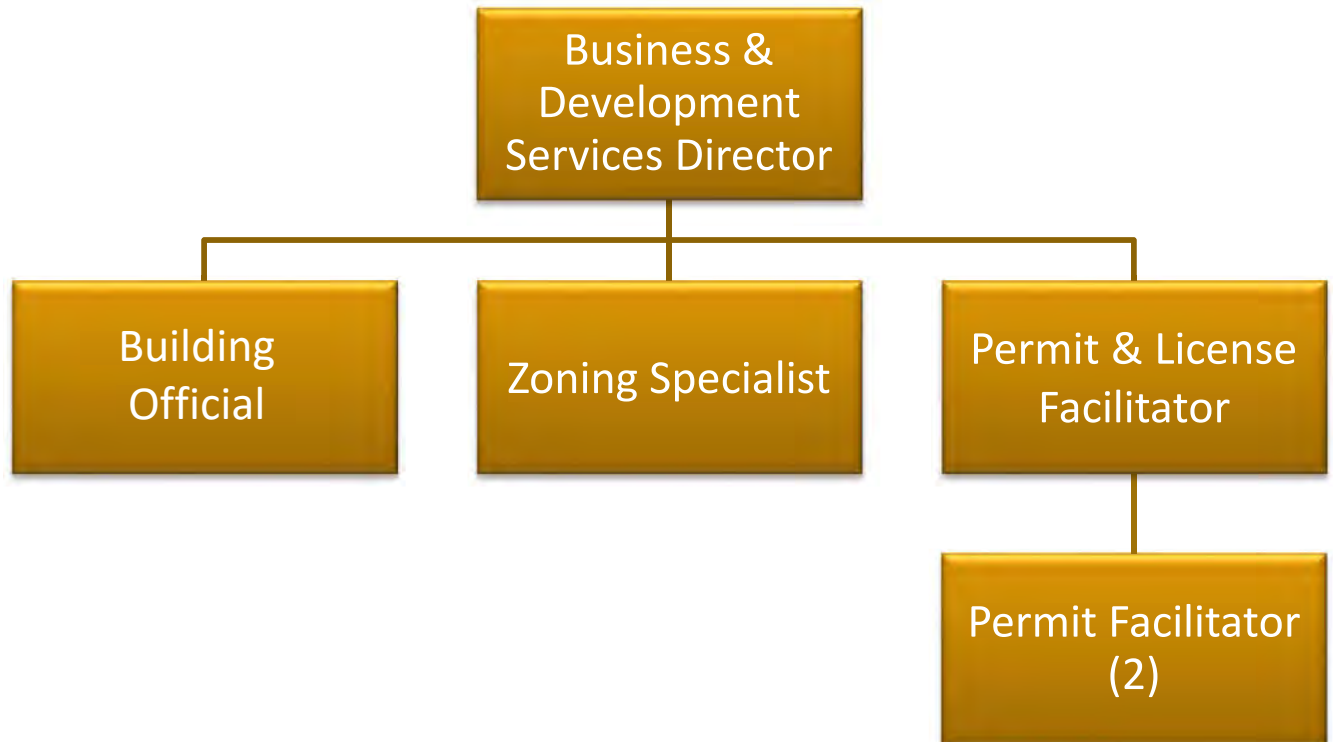 Business &
Development
Services Director
Building
Official
Zoning Specialist
Permit & License
Facilitator
Permit Facilitator
(2)